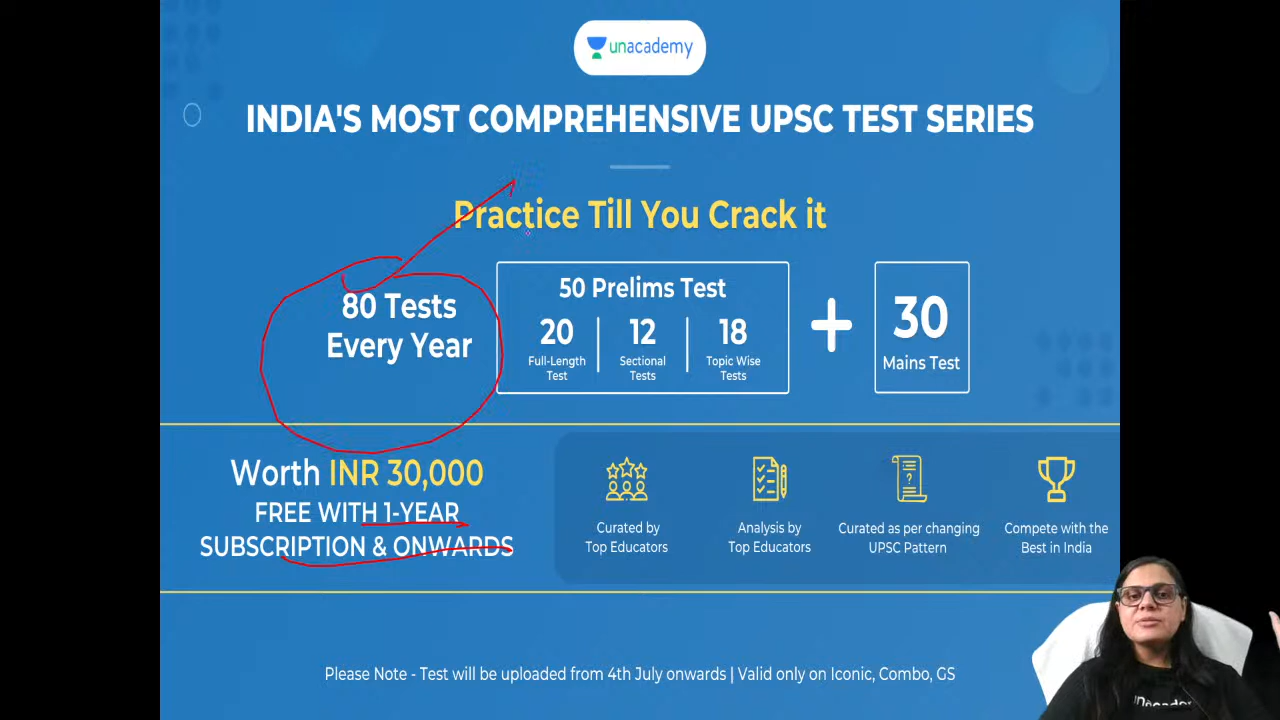 unacademy
INDIA'S MOST COMPREHENSIVE UPSC TEST SERIES
Practice Till You Crack it
80 Tests
Every Year
50 Prelims Test
20
Full-Length
Test
12
Sectional
Tests
18
Topic Wise
Tests
+
30
Mains Test
Worth INR 30,000
FREE WITH 1-YEAR
SUBSCRIPTION & ONWARDS
Curated by
Top Educators
Analysis by
Top Educators
Curated as per changing
UPSC Pattern
Compete with the
Best in India
Please Note - Test will be uploaded from 4th July onwards | Valid only on Iconic, Combo, GS